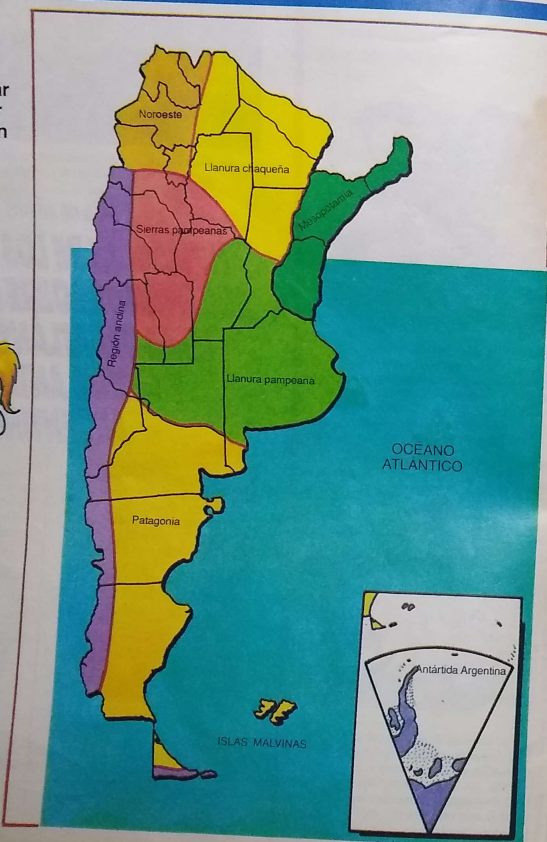 Noroeste
Llanura chaqueña
Mesopotamia
Sierras pampeanas
Región andina
Llanura pampeana
OCEANO
ATLANTICO
Patagonia
Antártida Argentina
ISLAS MALVINAS